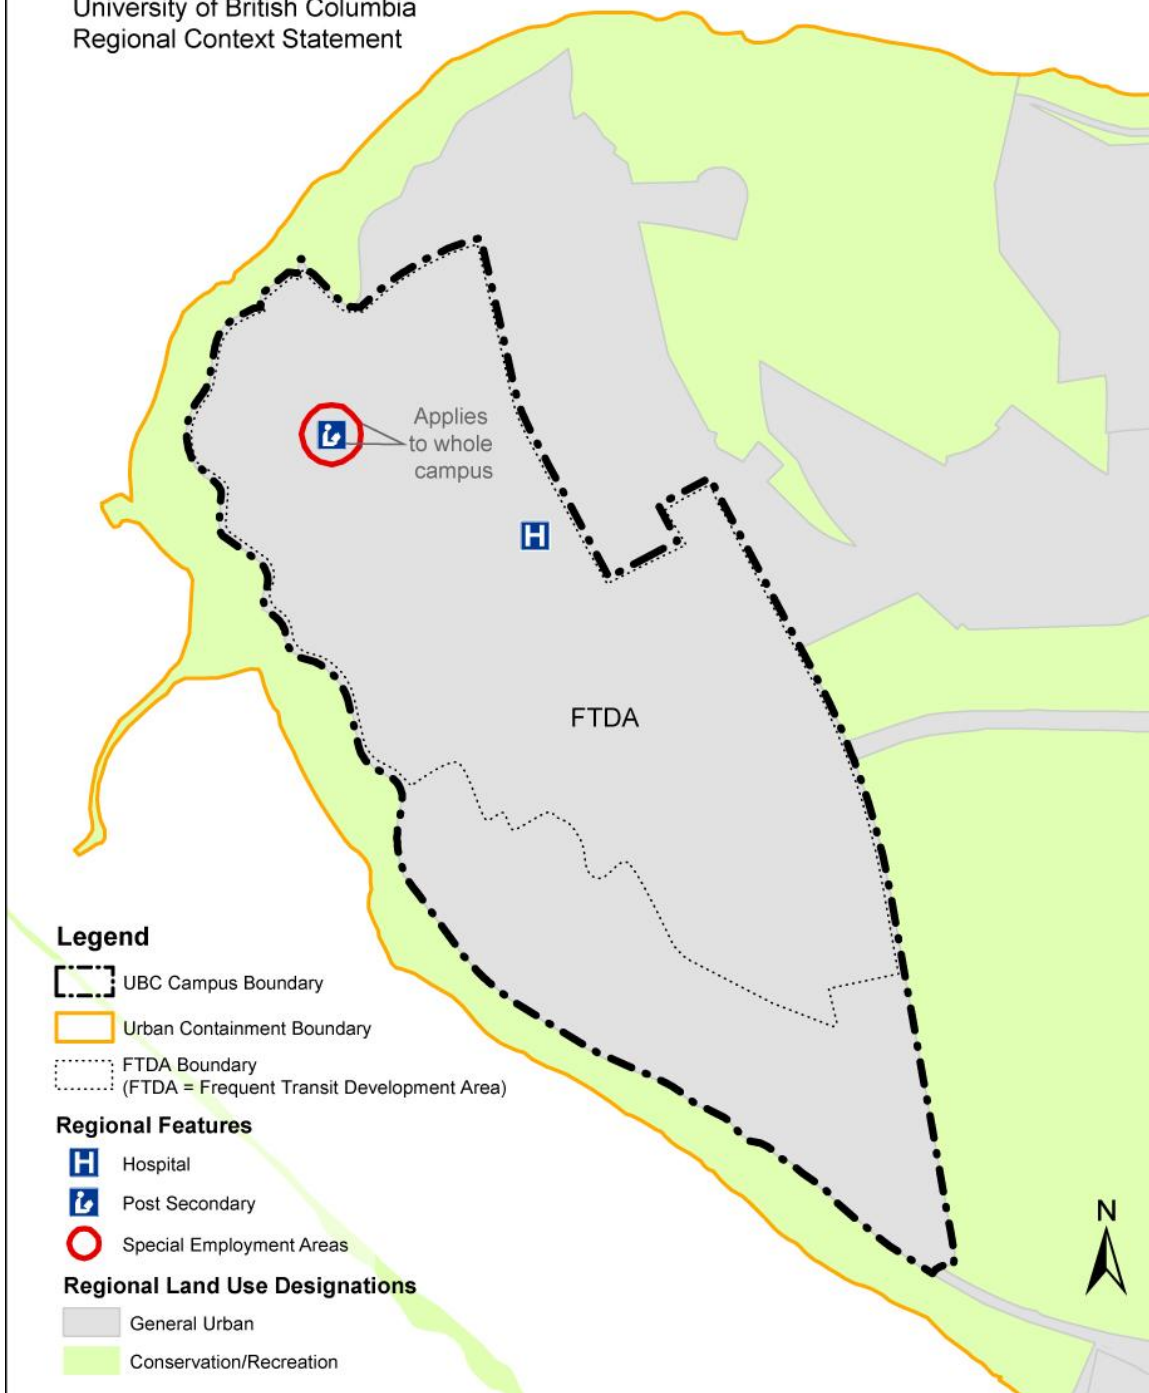 University of British Columbia
Regional Context Statement
Applies
to whole
campus
H
FTDA
Legend
UBC Campus Boundary
Urban Containment Boundary
FTDA Boundary
(FTDA = Frequent Transit Development Area)
Regional Features
H Hospital
Post Secondary
Special Employment Areas
Regional Land Use Designations
General Urban
Conservation/Recreation
N